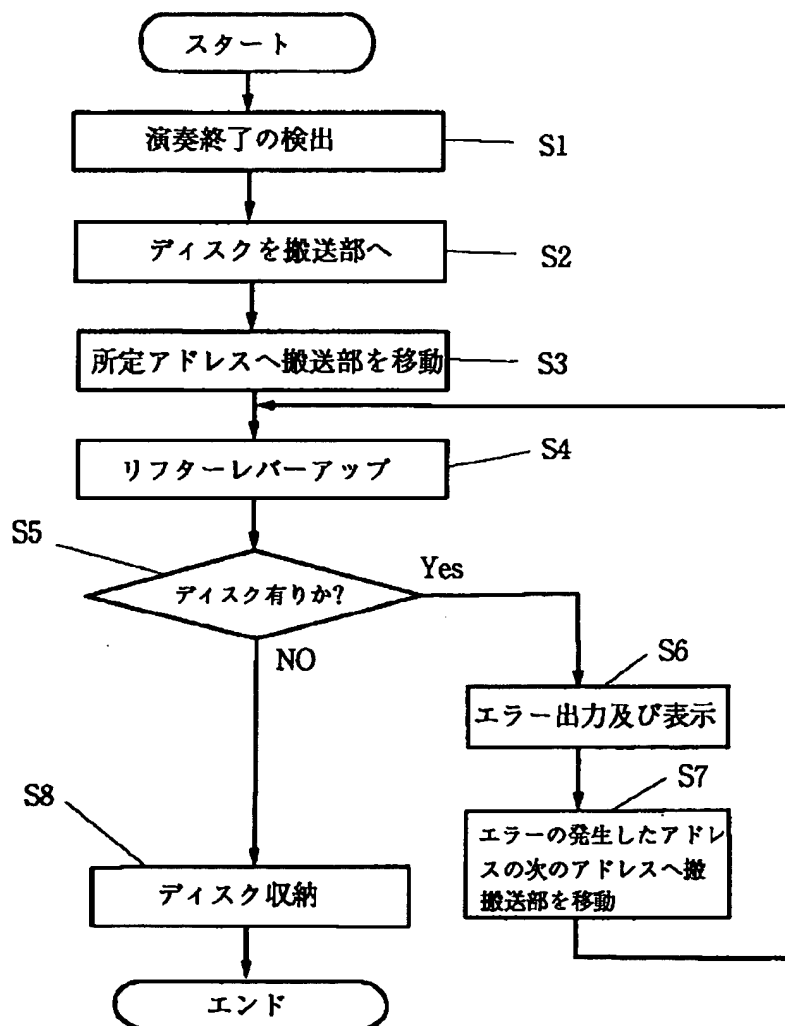 スタート
演奏終了の検出
S1
ディスクを搬送部へ
S2
所定アドレスへ搬送部を移動
S3
リフターレバーアップ
S4
S5
ディスク有りか?
Yes
NO
S6
エラー出力及び表示
S7
エラーの発生したアドレ
スの次のアドレスへ搬
搬送部を移動
S8
ディスク収納
エンド